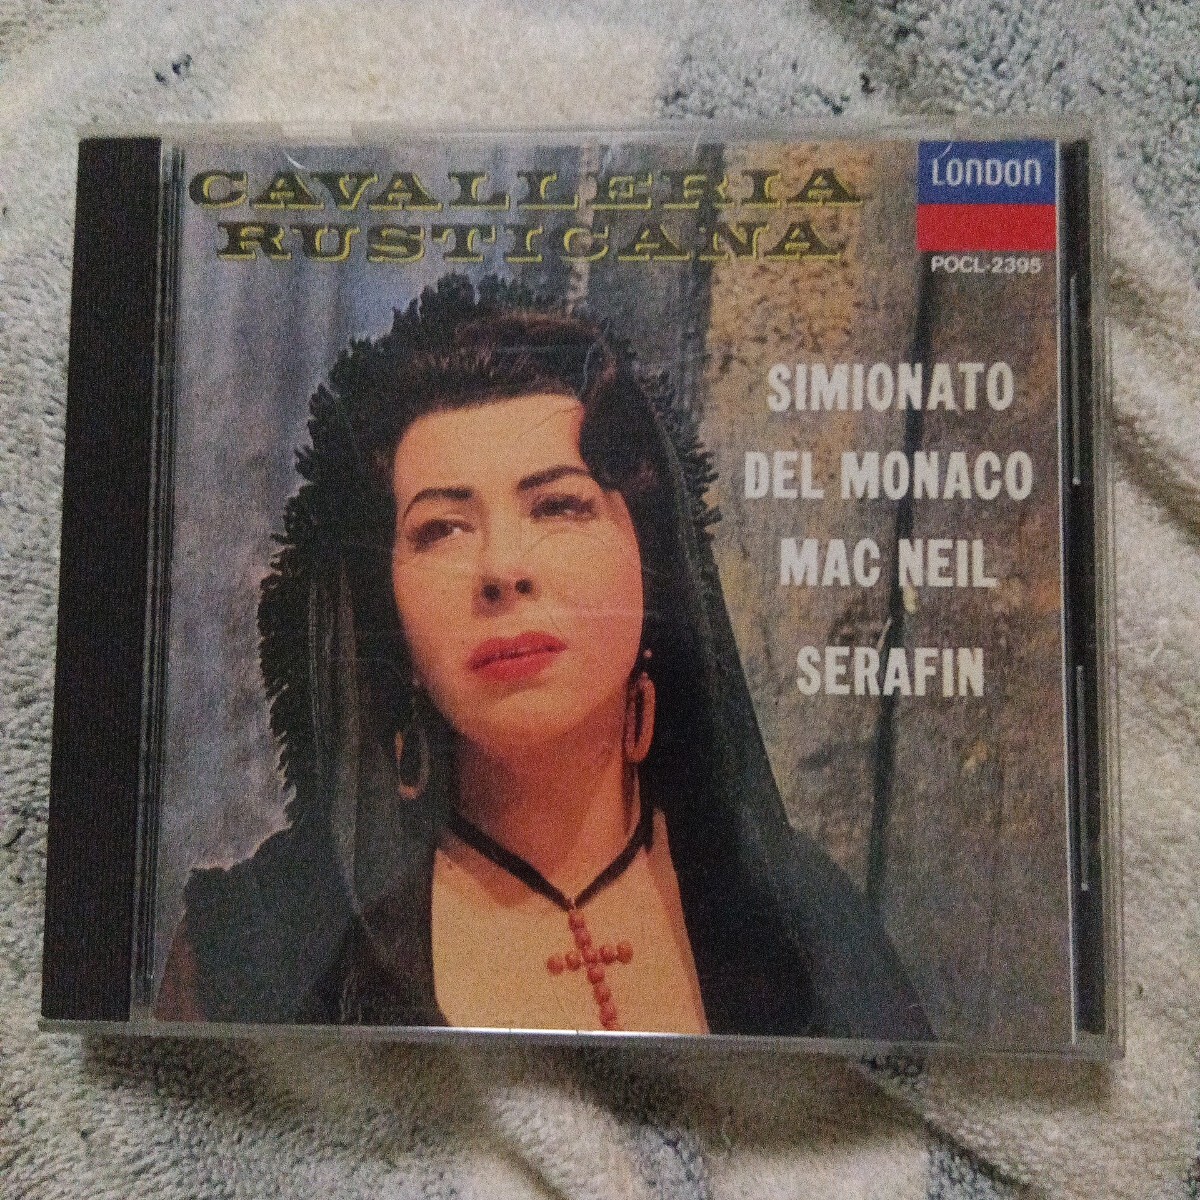 CAVALLERIA
RUSTICANA
LONDON
POCL-2395
SIMIONATO
DEL MONACO
MAC NEIL
SERAFIN